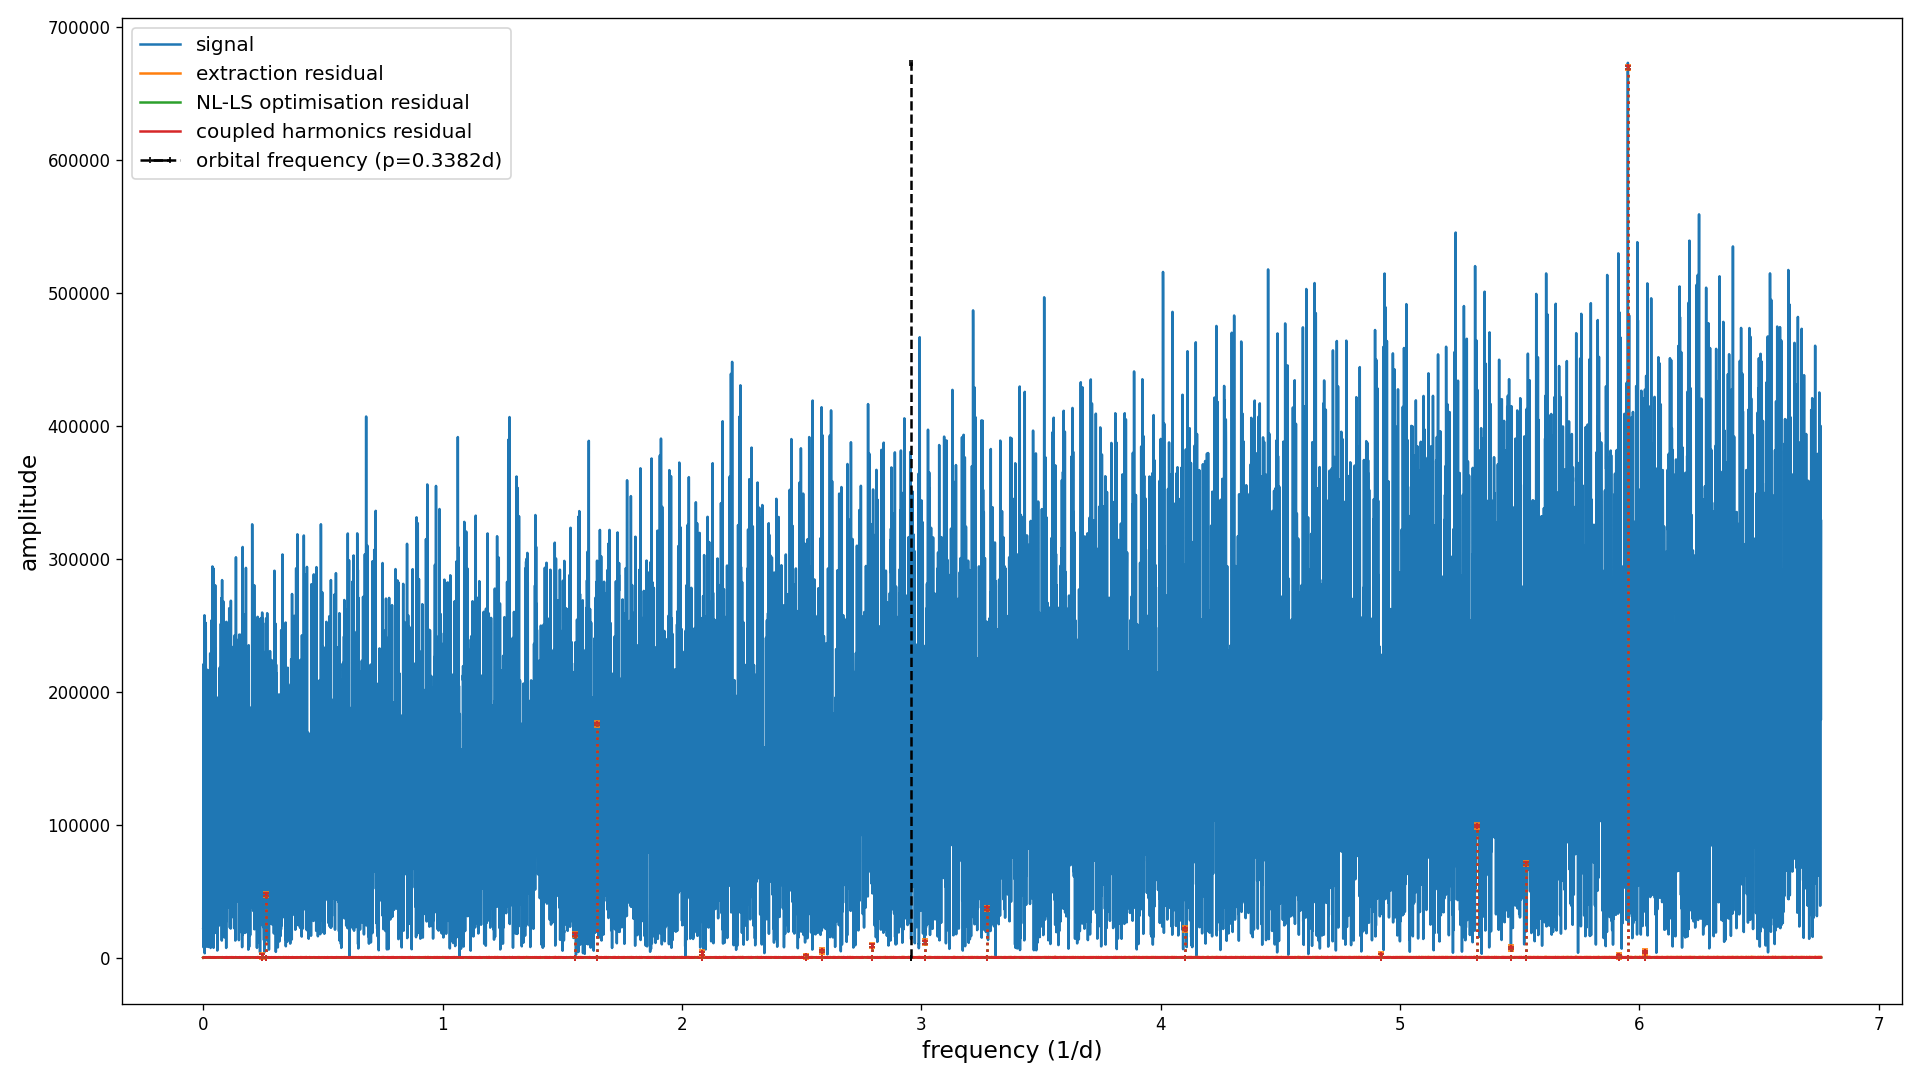 700000
600000
500000
400000
300000
200000
100000
0
amplitude
signal
extraction residual
NL-LS optimisation residual
coupled harmonics residual
orbital frequency (p=0.3382d)
0 1 2 3 4 5 6 7
frequency (1/d)